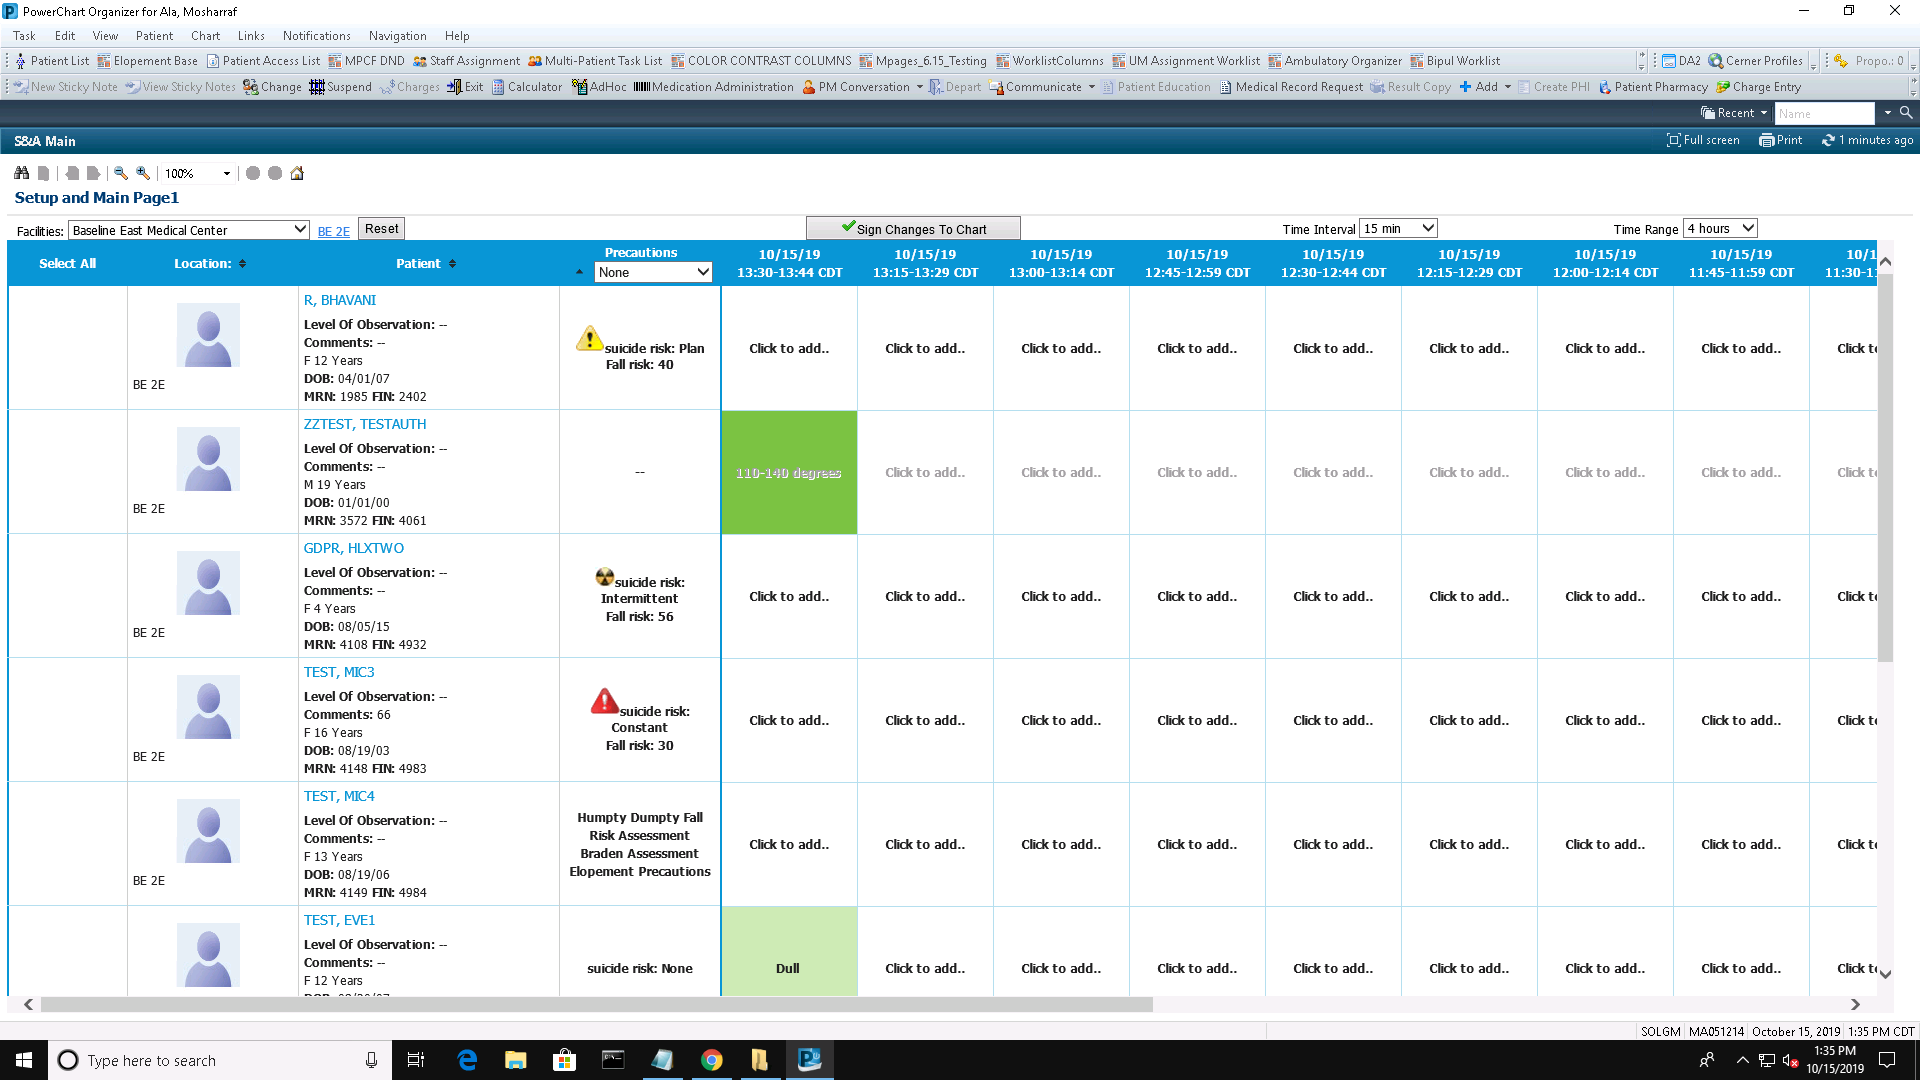 PowerChart Organizer for Ala, Mosharraf
Task Edit View Patient Chart Links Notifications Navigation Help
Patient List Elopement Base Patient Access List MPCF DND Staff Assignment Multi-Patient Task List COLOR CONTRAST COLUMNS Mpages_6.15_Testing WorklistColumns UM Assignment Worklist Ambulatory Organizer Bipul Worklist DA2 Cerner Profiles Propo.: 0
New Sticky Note View Sticky Notes Change Suspend Charges Exit Calculator AdHoc Medication Administration PM Conversation Depart Communicate Patient Education Medical Record Request Result Copy Add Create PHI Patient Pharmacy Charge Entry
Recent Name
S&A Main Full screen Print 1 minutes ago
100%
Setup and Main Page1
Facilities: Baseline East Medical Center BE 2E Reset Sign Changes To Chart Time Interval 15 min Time Range 4 hours
Select All Location: Patient Precautions None
10/15/19 13:30-13:44 CDT
10/15/19 13:15-13:29 CDT
10/15/19 13:00-13:14 CDT
10/15/19 12:45-12:59 CDT
10/15/19 12:30-12:44 CDT
10/15/19 12:15-12:29 CDT
10/15/19 12:00-12:14 CDT
10/15/19 11:45-11:59 CDT
10/1
11:30-1
BE 2E
R, BHAVANI
Level Of Observation: --
Comments: --
F 12 Years
DOB: 04/01/07
MRN: 1985 FIN: 2402
suicide risk: Plan
Fall risk: 40
Click to add.. Click to add.. Click to add.. Click to add.. Click to add.. Click to add.. Click to add.. Click to add.. Click t
BE 2E
ZZTEST, TESTAUTH
Level Of Observation: --
Comments: --
M 19 Years
DOB: 01/01/00
MRN: 3572 FIN: 4061
--
110-140 degrees Click to add.. Click to add.. Click to add.. Click to add.. Click to add.. Click to add.. Click to add.. Click t
BE 2E
GDPR, HLXTWO
Level Of Observation: --
Comments: --
F 4 Years
DOB: 08/05/15
MRN: 4108 FIN: 4932
suicide risk:
Intermittent
Fall risk: 56
Click to add.. Click to add.. Click to add.. Click to add.. Click to add.. Click to add.. Click to add.. Click to add.. Click t
BE 2E
TEST, MIC3
Level Of Observation: --
Comments: 66
F 16 Years
DOB: 08/19/03
MRN: 4148 FIN: 4983
suicide risk:
Constant
Fall risk: 30
Click to add.. Click to add.. Click to add.. Click to add.. Click to add.. Click to add.. Click to add.. Click to add.. Click t
BE 2E
TEST, MIC4
Level Of Observation: --
Comments: --
F 13 Years
DOB: 08/19/06
MRN: 4149 FIN: 4984
Humpty Dumpty Fall
Risk Assessment
Braden Assessment
Elopement Precautions
Click to add.. Click to add.. Click to add.. Click to add.. Click to add.. Click to add.. Click to add.. Click to add.. Click t
TEST, EVE1
Level Of Observation: --
Comments: --
F 12 Years
suicide risk: None
Dull Click to add.. Click to add.. Click to add.. Click to add.. Click to add.. Click to add.. Click to add.. Click t
SOLGM MA051214 October 15, 2019 1:35 PM CDT
Type here to search
1:35 PM
10/15/2019